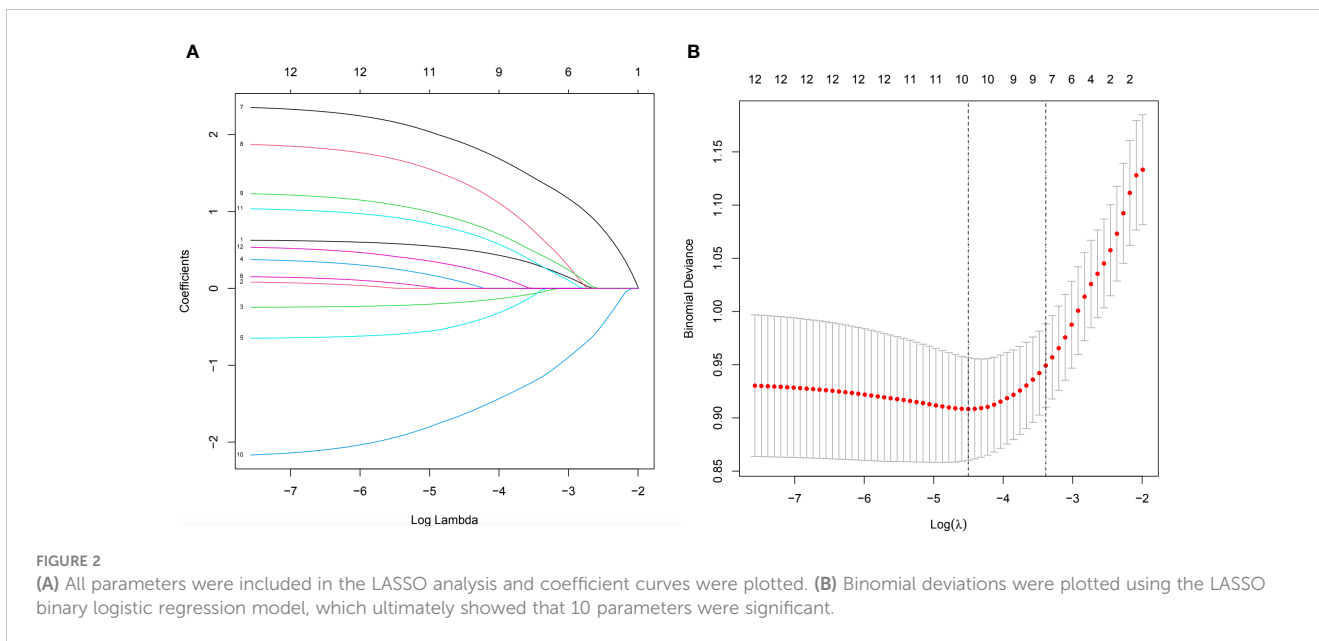 A
12 12 11 9 6 1
7
8
9
11
1
12
4
6
2
3
5
10
2
1
0
−1
−2
Coefficients
−7 −6 −5 −4 −3 −2
Log Lambda
B
12 12 12 12 12 12 11 11 10 10 9 9 7 6 4 2 2
1.15
1.10
1.05
1.00
0.95
0.90
0.85
Binomial Deviance
−7 −6 −5 −4 −3 −2
Log(λ)
FIGURE 2
(A) All parameters were included in the LASSO analysis and coefficient curves were plotted. (B) Binomial deviations were plotted using the LASSO
binary logistic regression model, which ultimately showed that 10 parameters were significant.